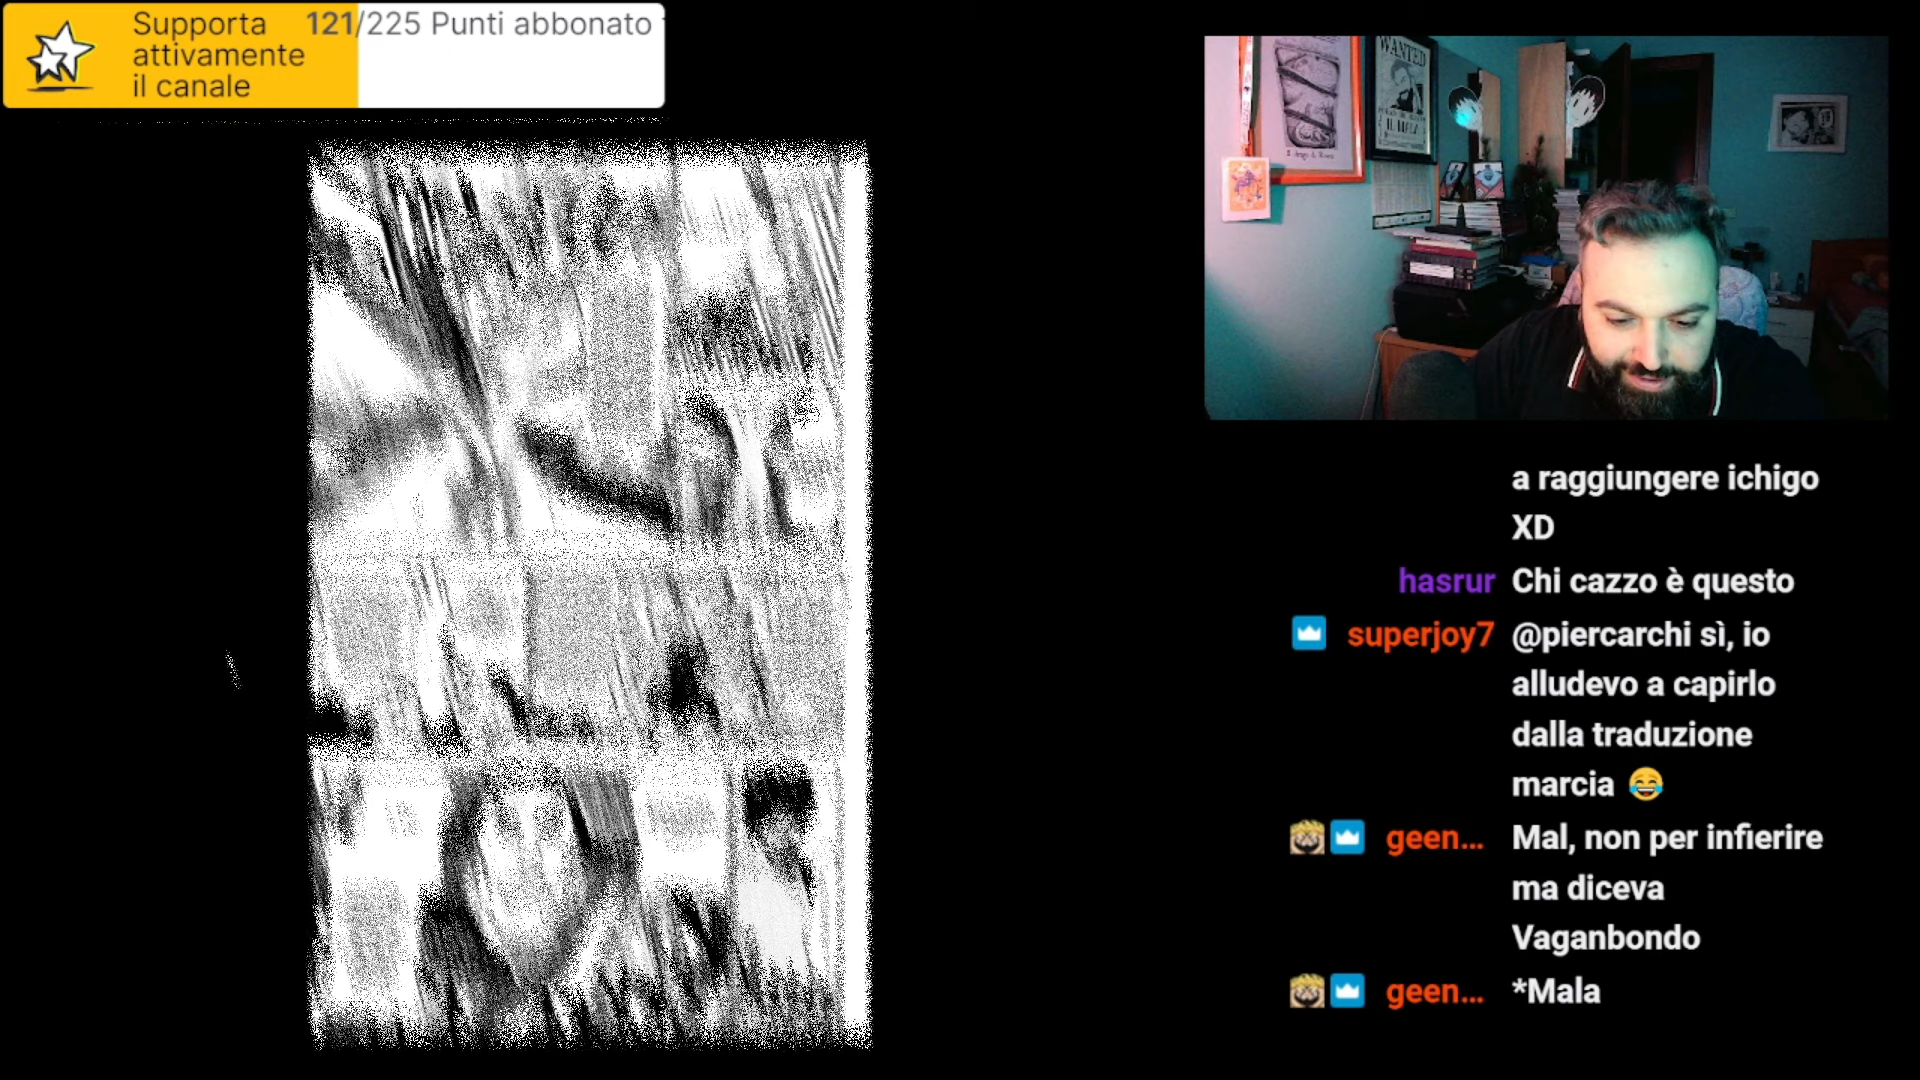 Supporta
attivamente
il canale
121/225 Punti abbonato
WANTED
a raggiungere ichigo
XD
hasrur Chi cazzo è questo
superjoy7 @piercarchi sì, io
alludevo a capirlo
dalla traduzione
marcia 😂
geen... Mal, non per infierire
ma diceva
Vaganbondo
geen... *Mala